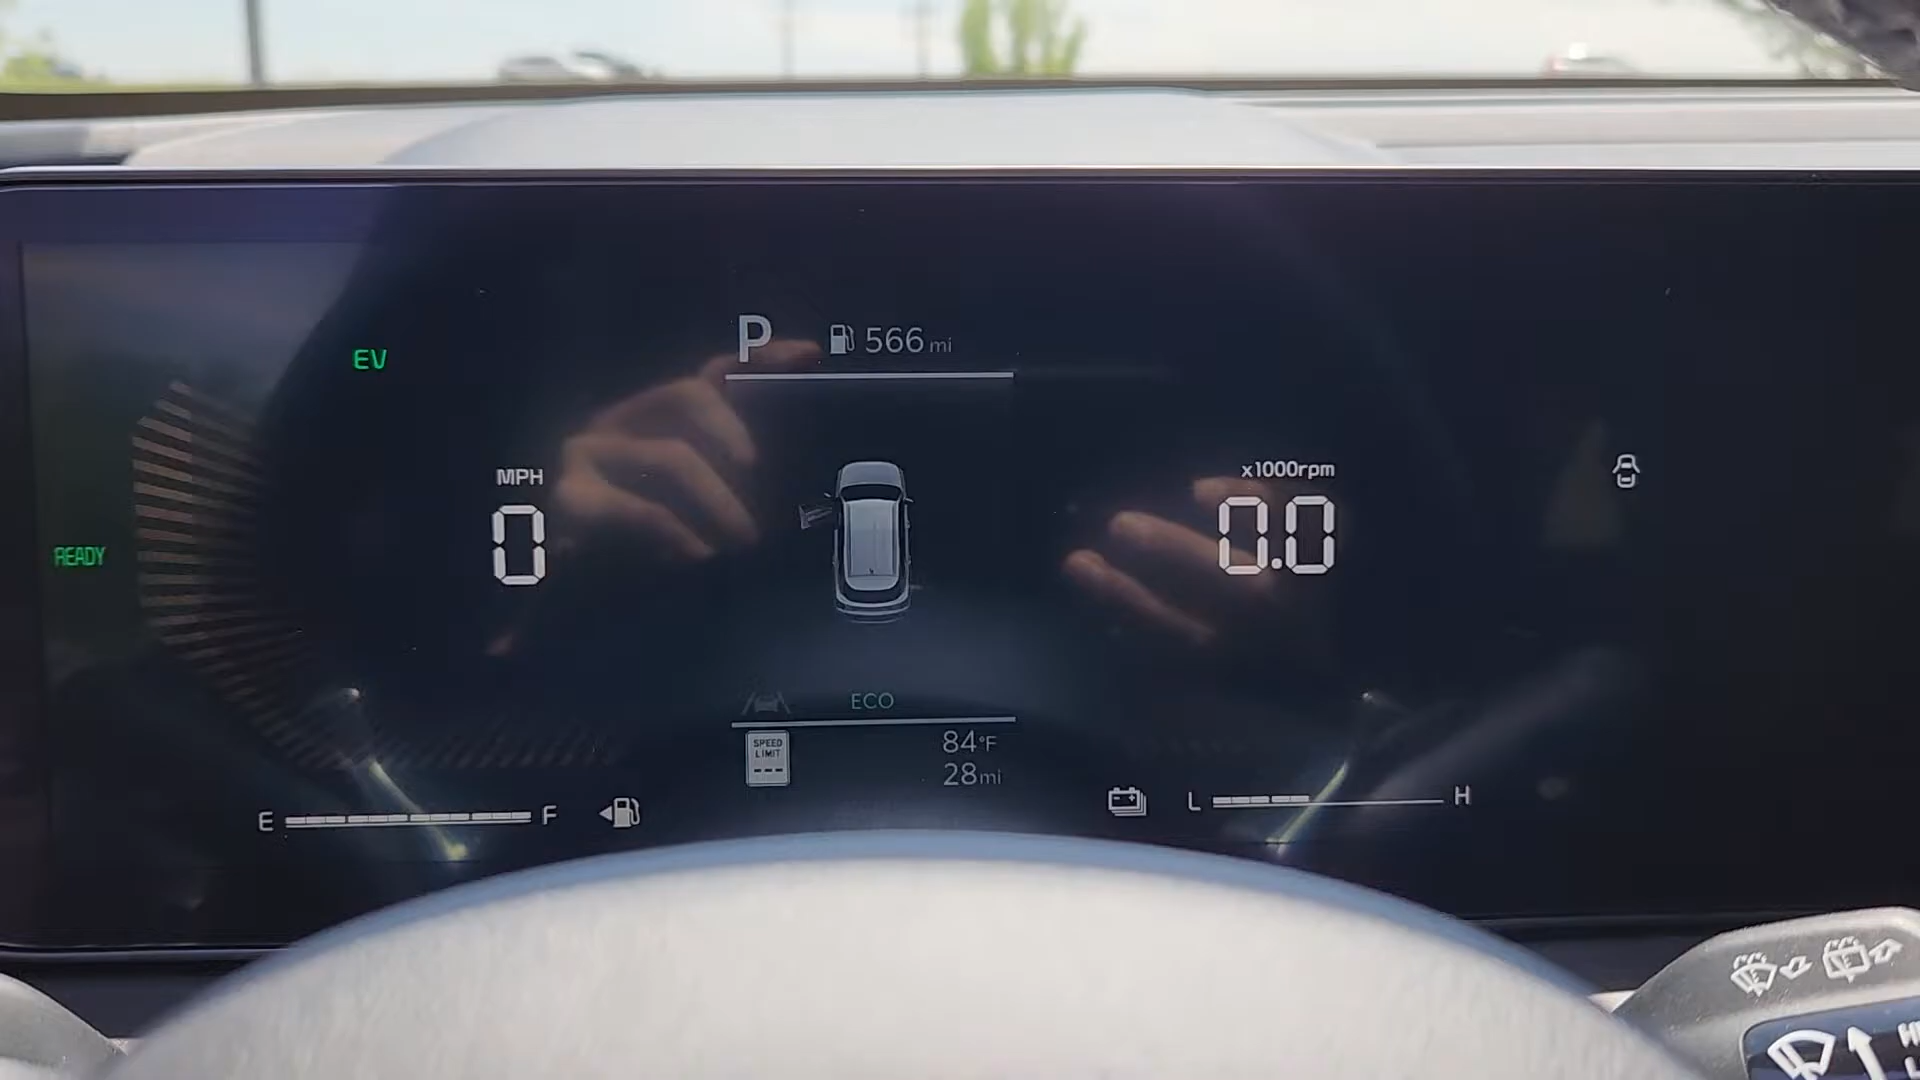 P 566 mi
EV
MPH
0
x1000rpm
0.0
READY
ECO
SPEED
LIMIT
---
84°F
28mi
E F
L H